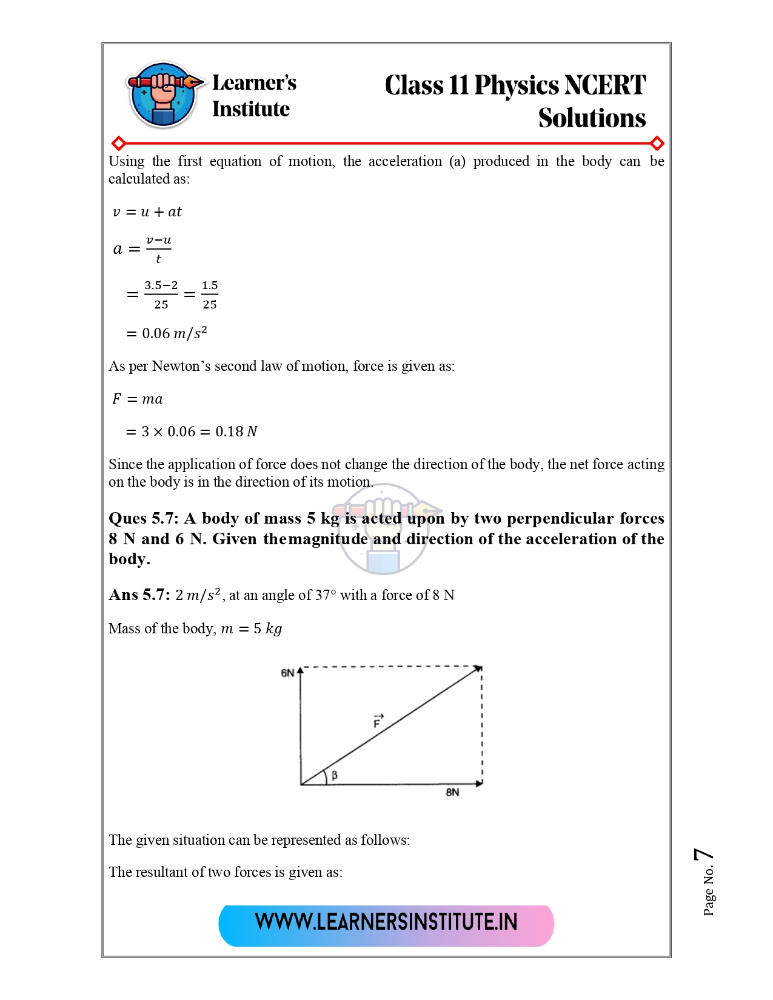 Learner's
Institute
Class 11 Physics NCERT
Solutions
Using the first equation of motion, the acceleration (a) produced in the body can be
calculated as:
v = u + at
a = v−u / t
= 3.5−2 / 25 = 1.5 / 25
= 0.06 m/s²
As per Newton's second law of motion, force is given as:
F = ma
= 3 × 0.06 = 0.18 N
Since the application of force does not change the direction of the body, the net force acting
on the body is in the direction of its motion.
Ques 5.7: A body of mass 5 kg is acted upon by two perpendicular forces
8 N and 6 N. Given themagnitude and direction of the acceleration of the
body.
Ans 5.7: 2 m/s², at an angle of 37° with a force of 8 N
Mass of the body, m = 5 kg
6N
F⃗
β
8N
The given situation can be represented as follows:
The resultant of two forces is given as:
Page No. 7
WWW.LEARNERSINSTITUTE.IN